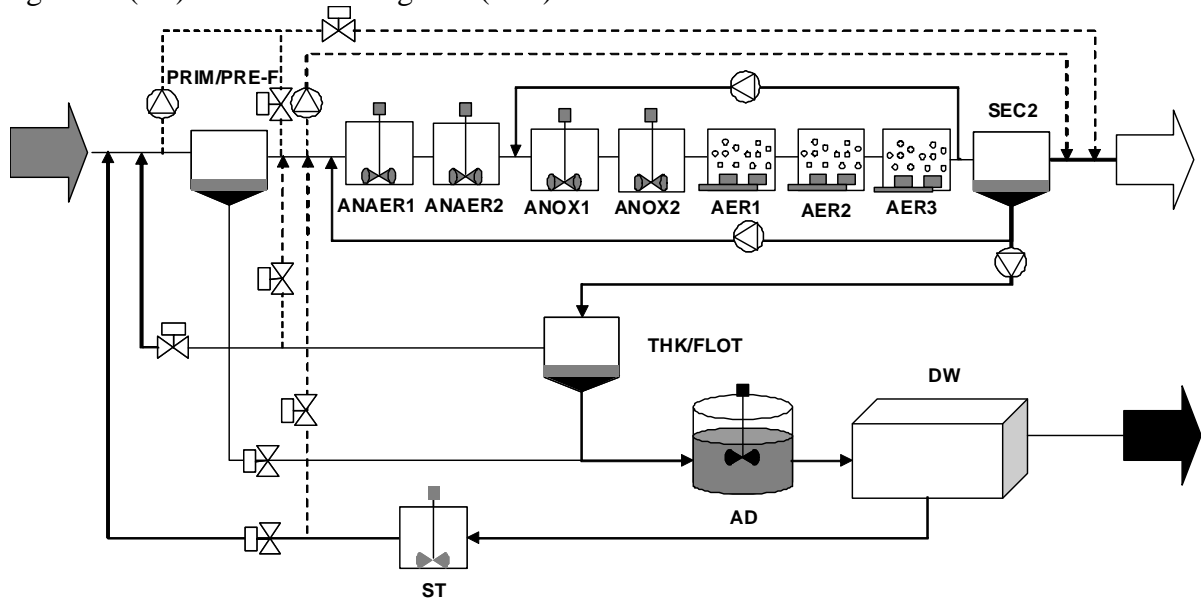 PRIM/PRE-F
SEC2
ANAER1
ANAER2
ANOX1
ANOX2
AER1
AER2
AER3
THK/FLOT
DW
AD
ST